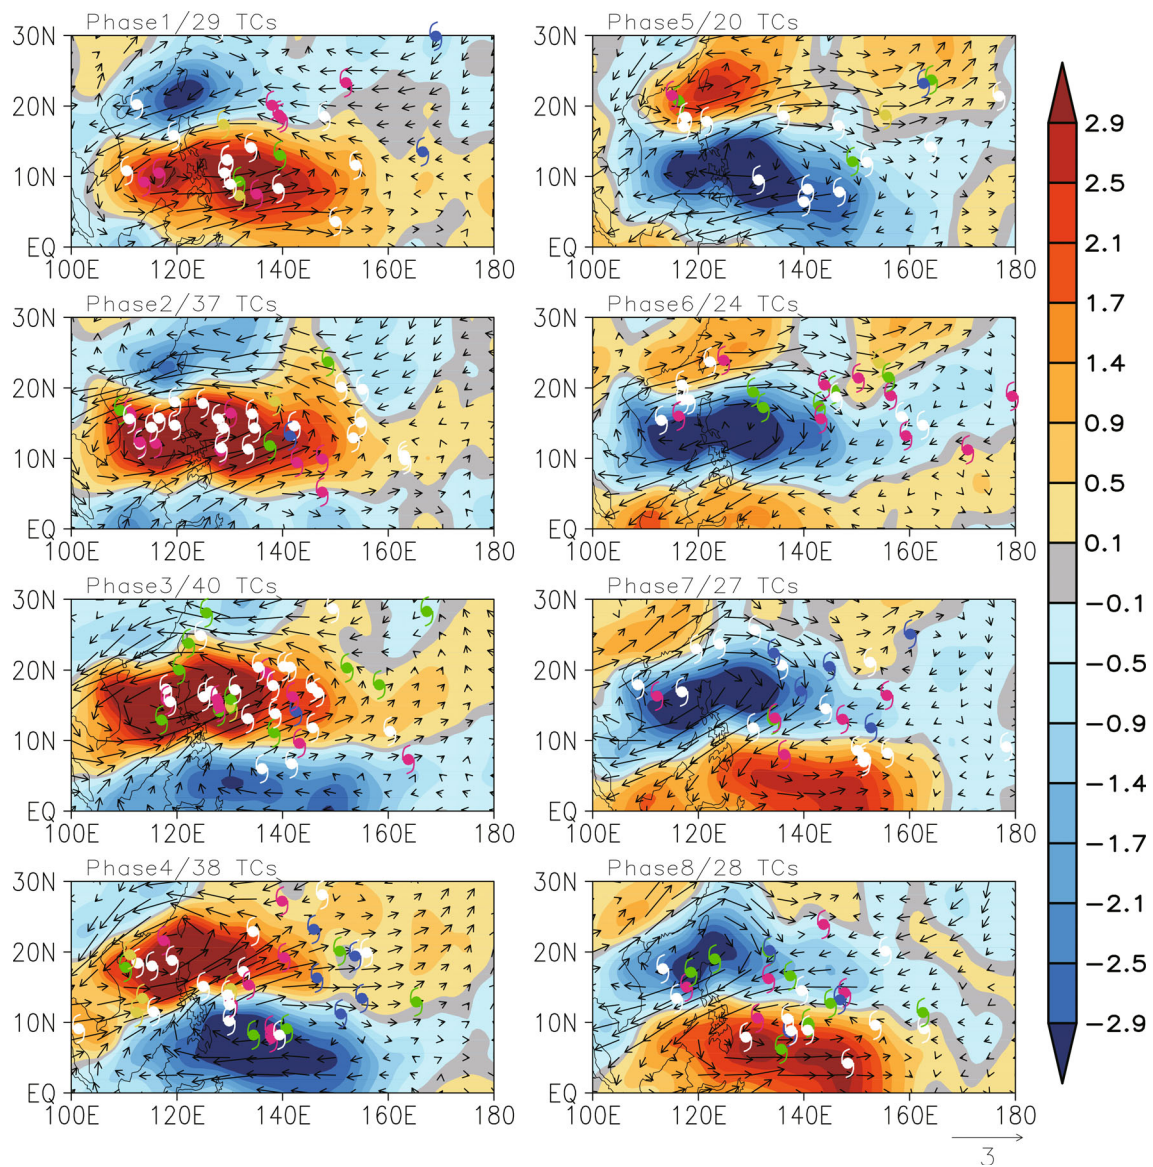 Phase1/29 TCs
30N
20N
10N
EQ
100E 120E 140E 160E 180
Phase5/20 TCs
30N
20N
10N
EQ
100E 120E 140E 160E 180
Phase2/37 TCs
30N
20N
10N
EQ
100E 120E 140E 160E 180
Phase6/24 TCs
30N
20N
10N
EQ
100E 120E 140E 160E 180
Phase3/40 TCs
30N
20N
10N
EQ
100E 120E 140E 160E 180
Phase7/27 TCs
30N
20N
10N
EQ
100E 120E 140E 160E 180
Phase4/38 TCs
30N
20N
10N
EQ
100E 120E 140E 160E 180
Phase8/28 TCs
30N
20N
10N
EQ
100E 120E 140E 160E 180
2.9
2.5
2.1
1.7
1.4
0.9
0.5
0.1
−0.1
−0.5
−0.9
−1.4
−1.7
−2.1
−2.5
−2.9
3